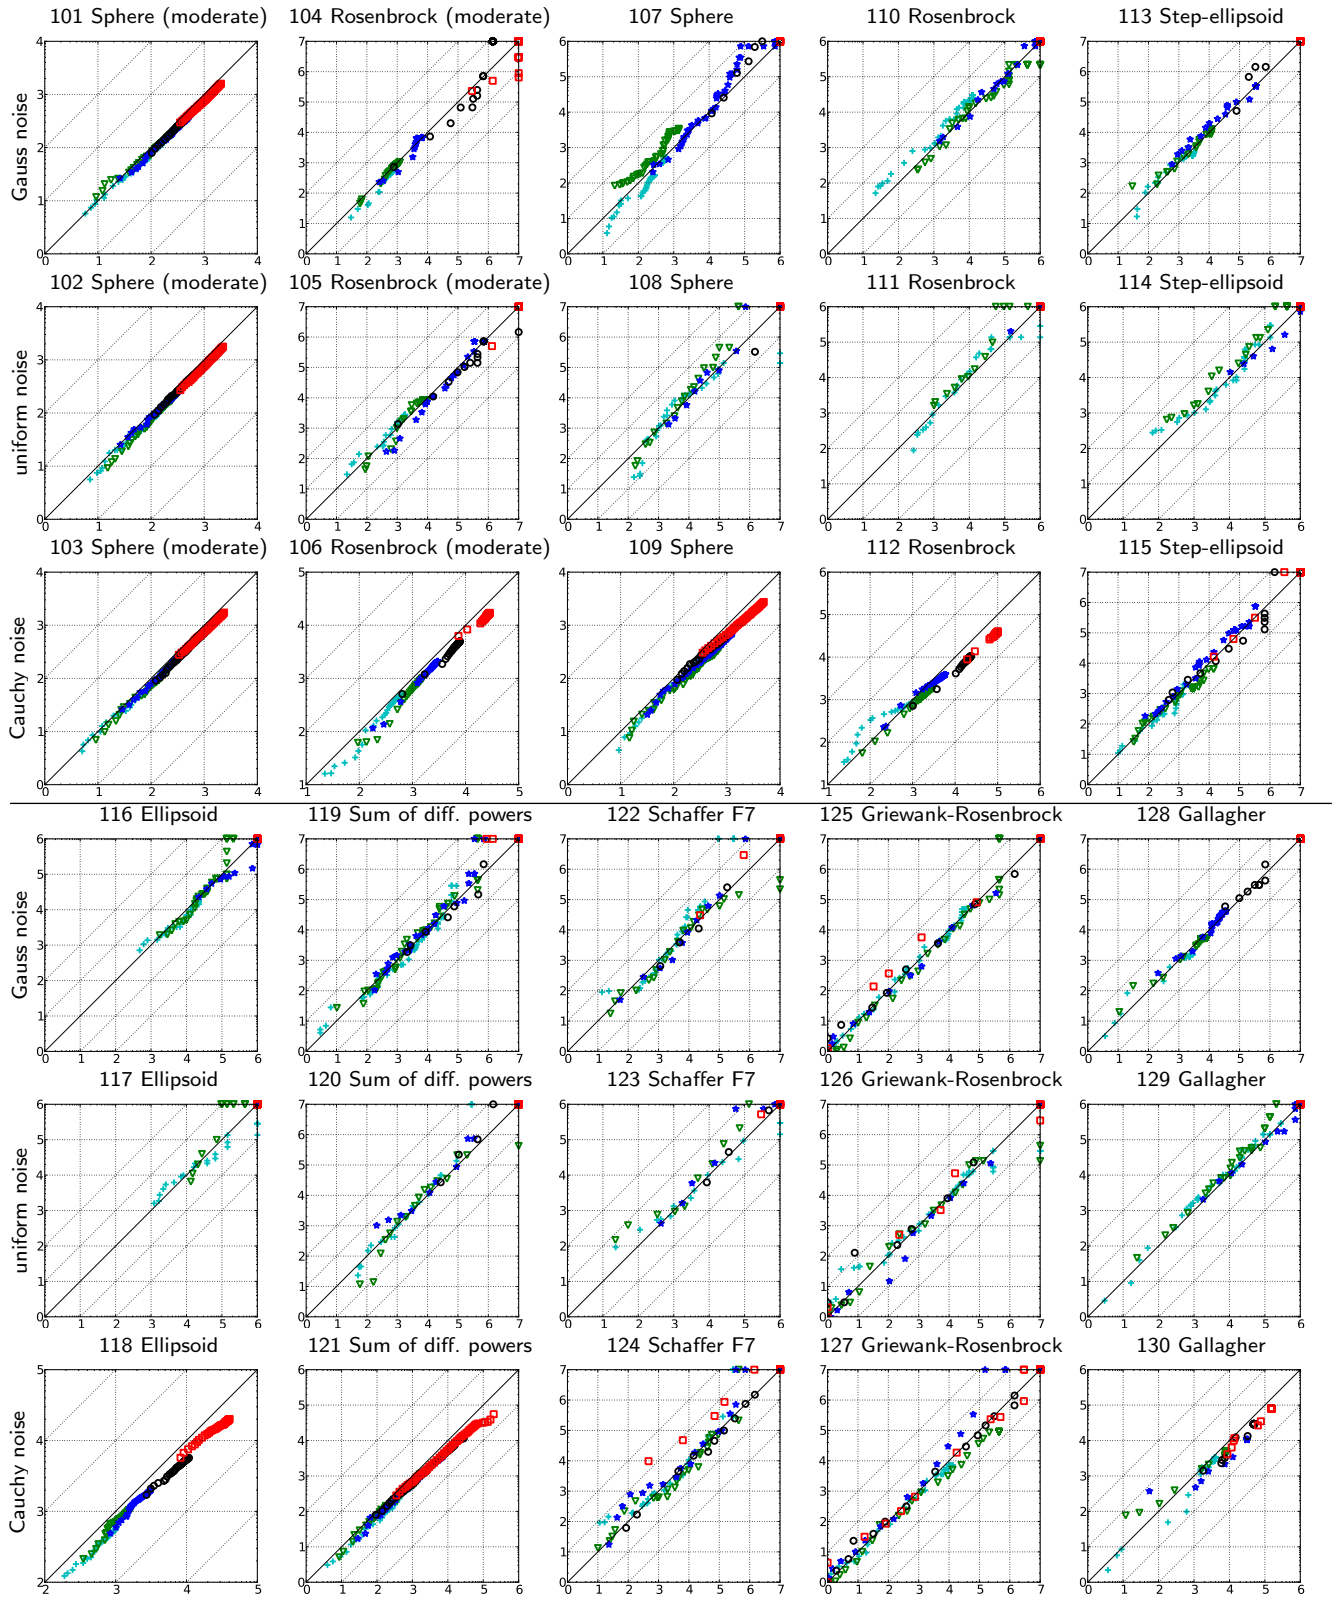 101 Sphere (moderate)
104 Rosenbrock (moderate)
107 Sphere
110 Rosenbrock
113 Step-ellipsoid
Gauss noise
102 Sphere (moderate)
105 Rosenbrock (moderate)
108 Sphere
111 Rosenbrock
114 Step-ellipsoid
uniform noise
103 Sphere (moderate)
106 Rosenbrock (moderate)
109 Sphere
112 Rosenbrock
115 Step-ellipsoid
Cauchy noise
116 Ellipsoid
119 Sum of diff. powers
122 Schaffer F7
125 Griewank-Rosenbrock
128 Gallagher
Gauss noise
117 Ellipsoid
120 Sum of diff. powers
123 Schaffer F7
126 Griewank-Rosenbrock
129 Gallagher
uniform noise
118 Ellipsoid
121 Sum of diff. powers
124 Schaffer F7
127 Griewank-Rosenbrock
130 Gallagher
Cauchy noise